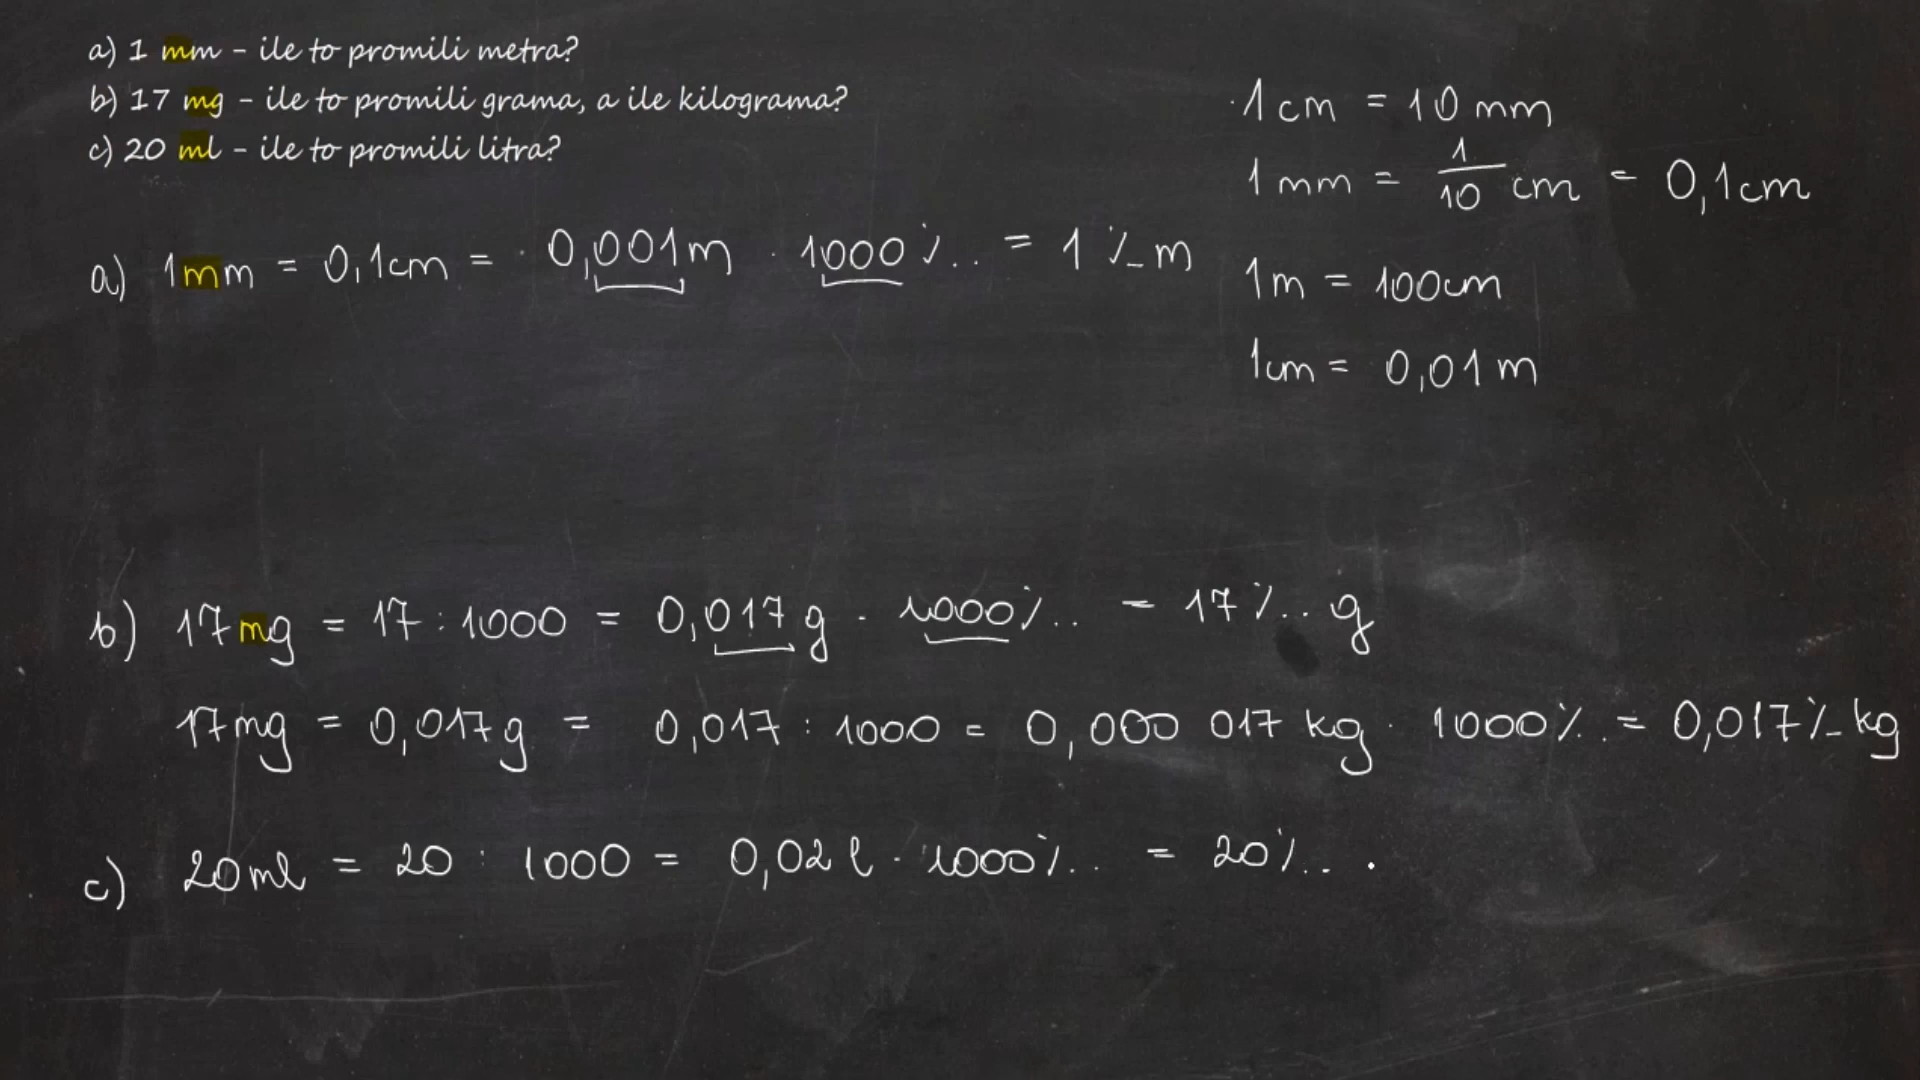 a) 1 mm - ile to promili metra?
b) 17 mg - ile to promili grama, a ile kilograma?
c) 20 ml - ile to promili litra?
1 cm = 10 mm
1 mm = 1/10 cm = 0,1 cm
a) 1mm = 0,1cm = 0,001m · 1000‰ = 1‰ m
1m = 100cm
1cm = 0,01 m
b) 17mg = 17 : 1000 = 0,017 g · 1000‰ = 17‰ g
17mg = 0,017g = 0,017 : 1000 = 0,000 017 kg · 1000‰ = 0,017‰ kg
c) 20ml = 20 : 1000 = 0,02 l · 1000‰ = 20‰ .